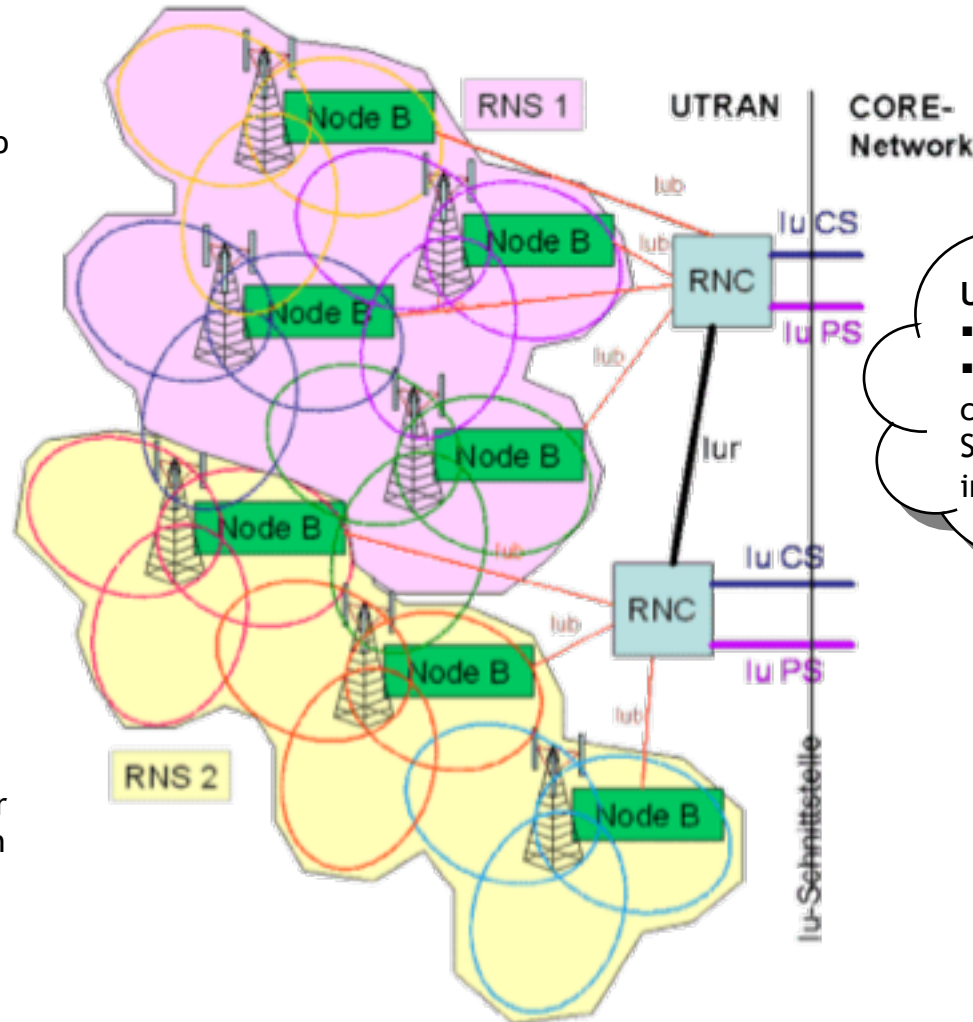 Node B
RNS 1
UTRAN
CORE-
Network
Iub
Node B
Iub
Iu CS
RNC
Node B
Iu PS
Iub
Node B
Iur
Node B
Iub
Iu CS
RNC
Iub
Node B
Iu PS
Iub
RNS 2
Node B
Iu-Schnittstelle